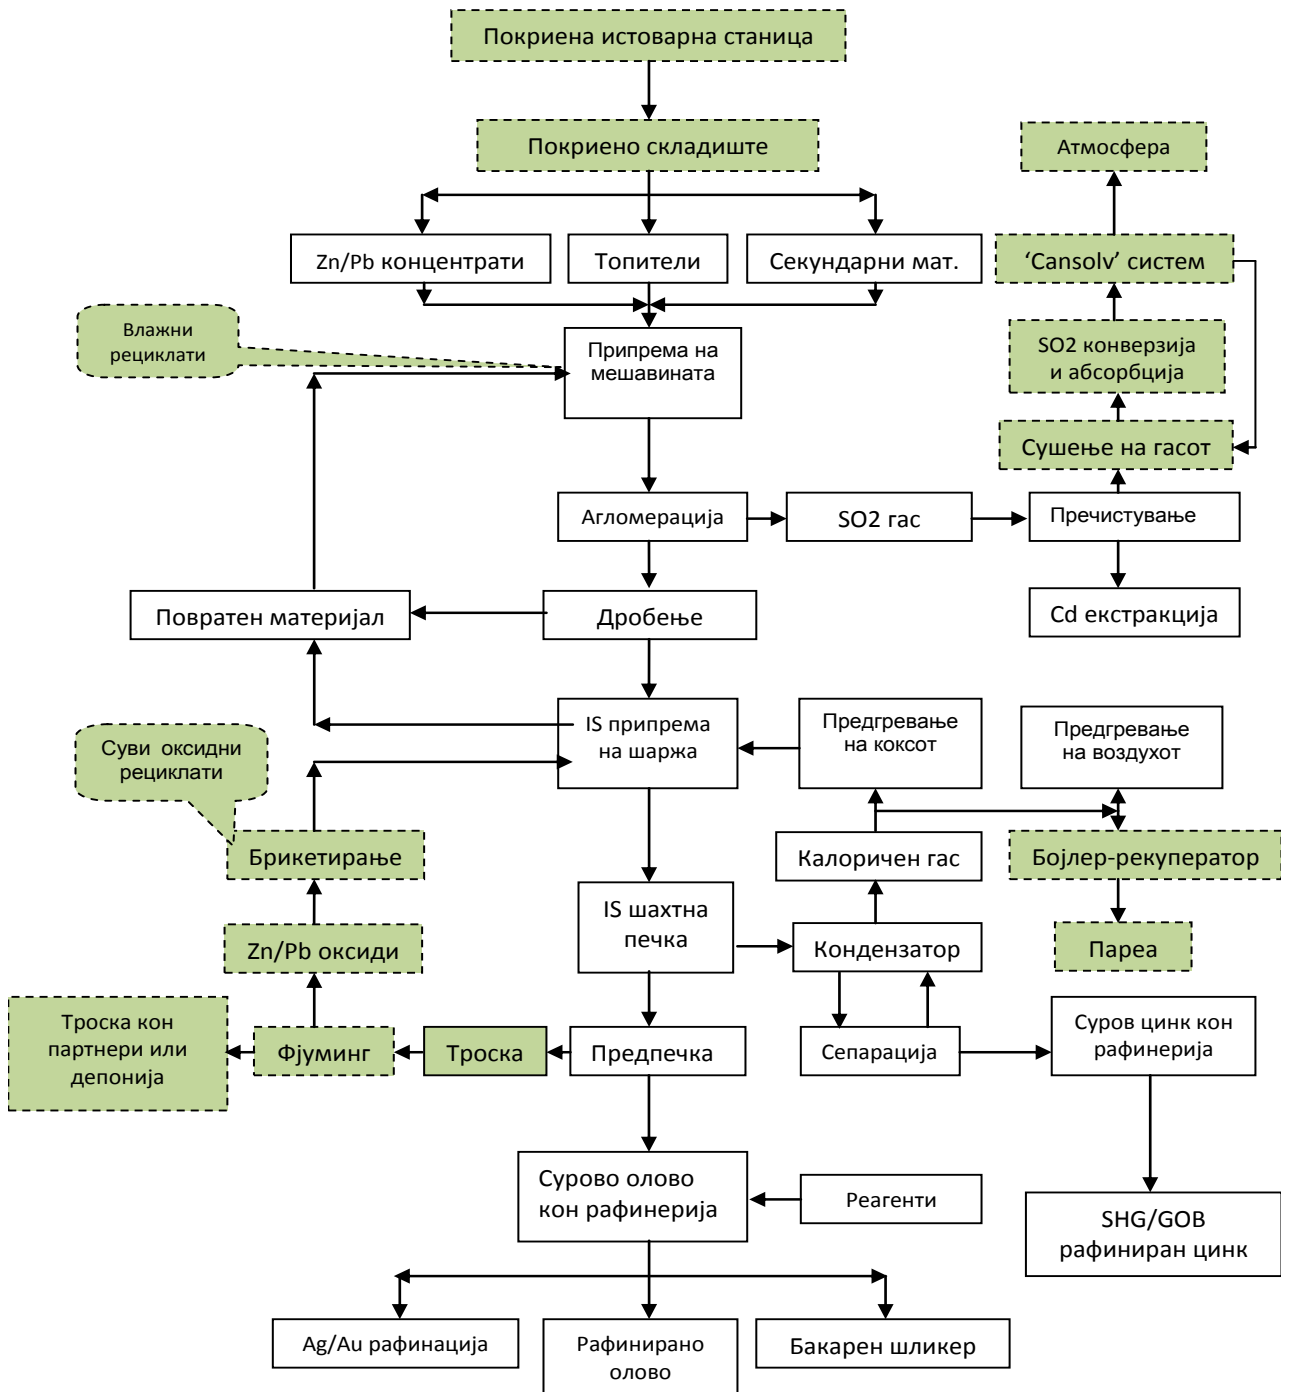 Покриена истоварна станица
Покриено складиште
Атмосфера
Zn/Pb концентрати
Топители
Секундарни мат.
‘Cansolv’ систем
Влажни
рециклати
Припрема на
мешавината
SO2 конверзија
и абсорбција
Сушење на гасот
Агломерација
SO2 гас
Пречистување
Повратен материјал
Дробење
Cd екстракција
IS припрема
на шаржа
Предгревање
на коксот
Предгревање
на воздухот
Суви оксидни
рециклати
Брикетирање
Калоричен гас
Бојлер-рекуператор
IS шахтна
печка
Zn/Pb оксиди
Кондензатор
Пареа
Троска кон
партнери или
депонија
Фјуминг
Троска
Предпечка
Сепарација
Суров цинк кон
рафинерија
Сурово олово
кон рафинерија
Реагенти
SHG/GOB
рафиниран цинк
Ag/Au рафинација
Рафинирано
олово
Бакарен шликер